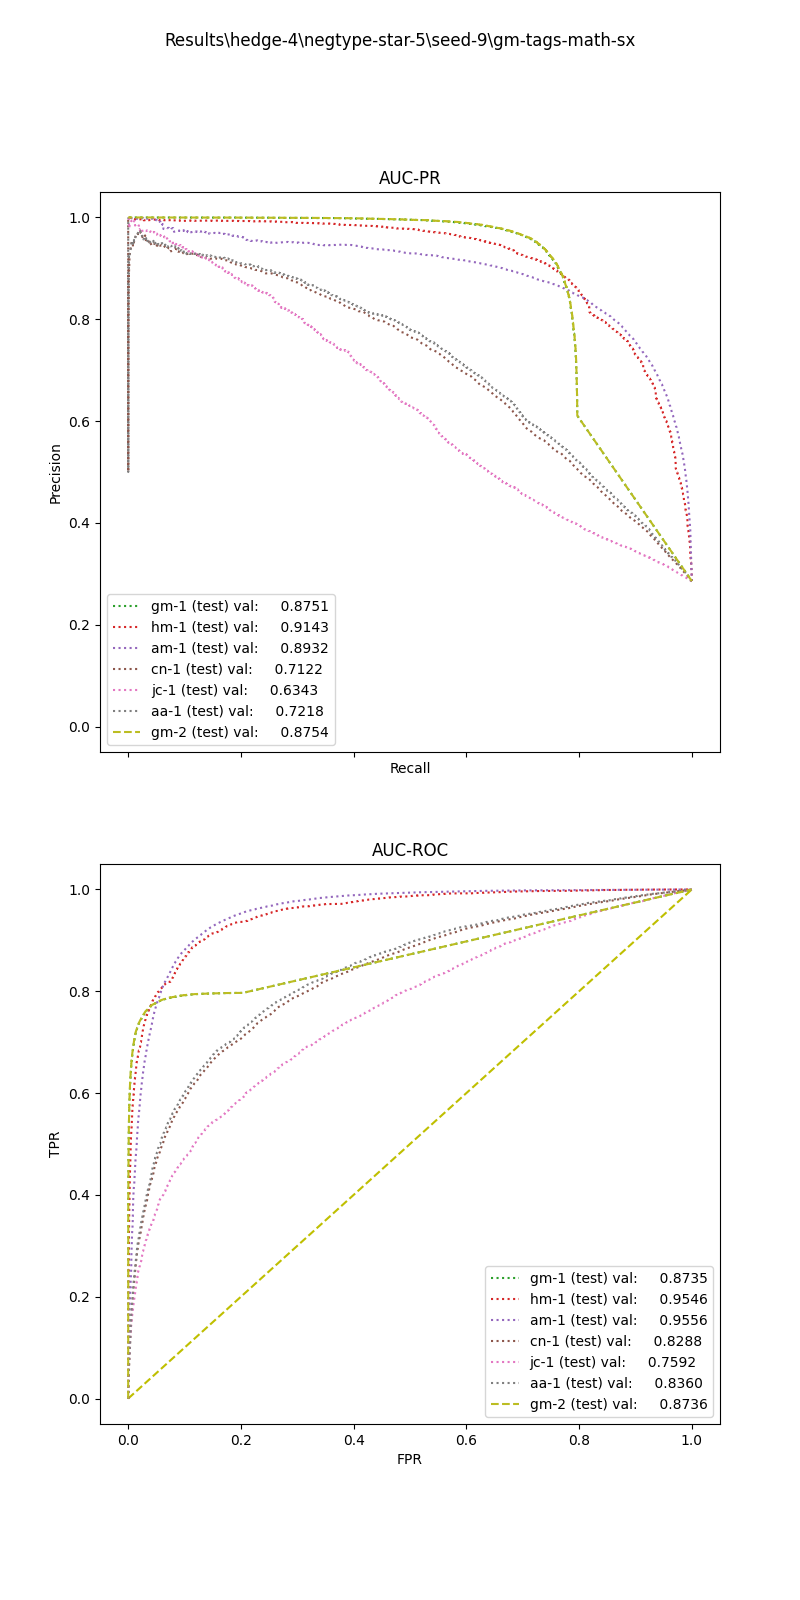 Results\hedge-4\negtype-star-5\seed-9\gm-tags-math-sx
AUC-PR
1.0
0.8
0.6
0.4
0.2
0.0
Precision
gm-1 (test) val: 0.8751
hm-1 (test) val: 0.9143
am-1 (test) val: 0.8932
cn-1 (test) val: 0.7122
jc-1 (test) val: 0.6343
aa-1 (test) val: 0.7218
gm-2 (test) val: 0.8754
Recall
AUC-ROC
1.0
0.8
0.6
0.4
0.2
0.0
TPR
gm-1 (test) val: 0.8735
hm-1 (test) val: 0.9546
am-1 (test) val: 0.9556
cn-1 (test) val: 0.8288
jc-1 (test) val: 0.7592
aa-1 (test) val: 0.8360
gm-2 (test) val: 0.8736
0.0 0.2 0.4 0.6 0.8 1.0
FPR